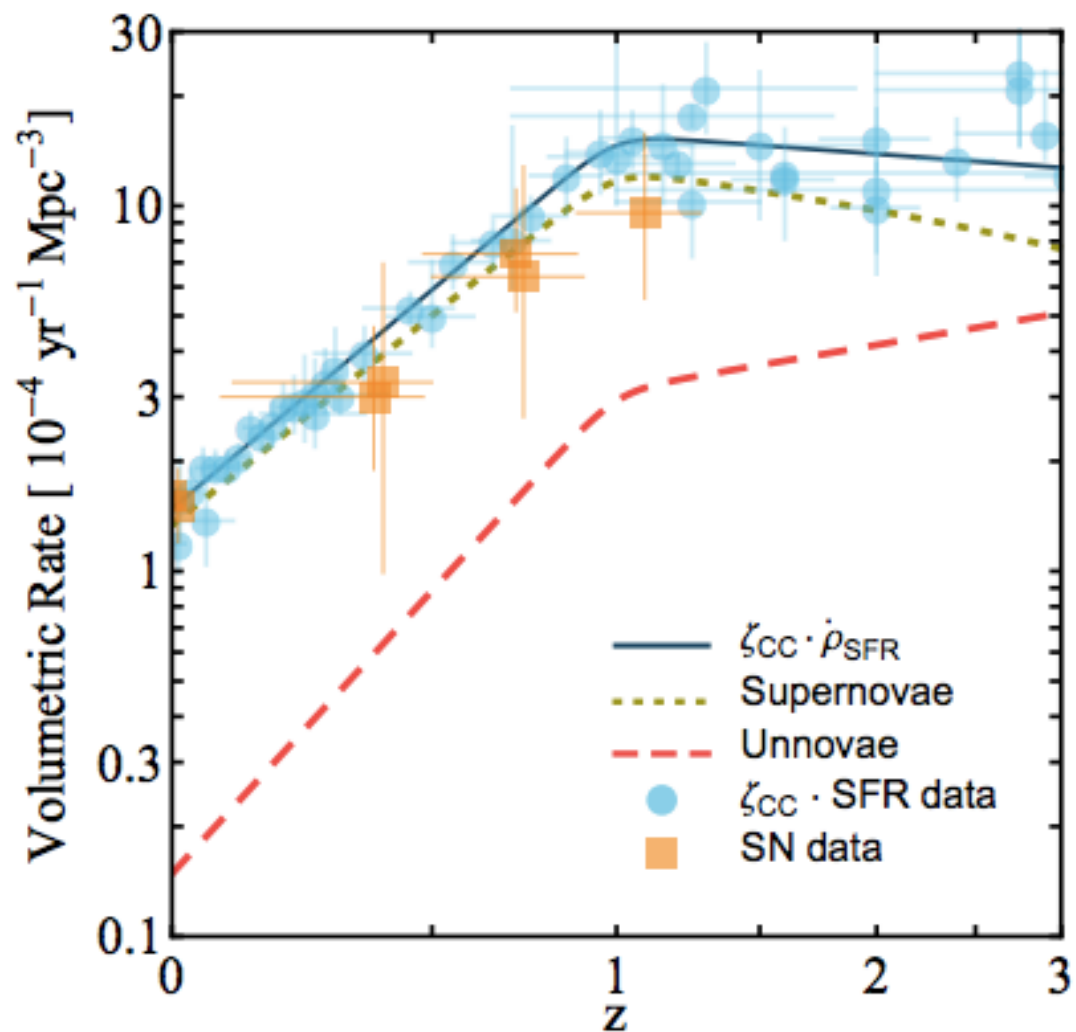 Volumetric Rate [ 10⁻⁴ yr⁻¹ Mpc⁻³ ]
30
10
3
1
0.3
0.1
ζCC · ρ̇SFR
Supernovae
Unnovae
ζCC · SFR data
SN data
0 1 2 3
z